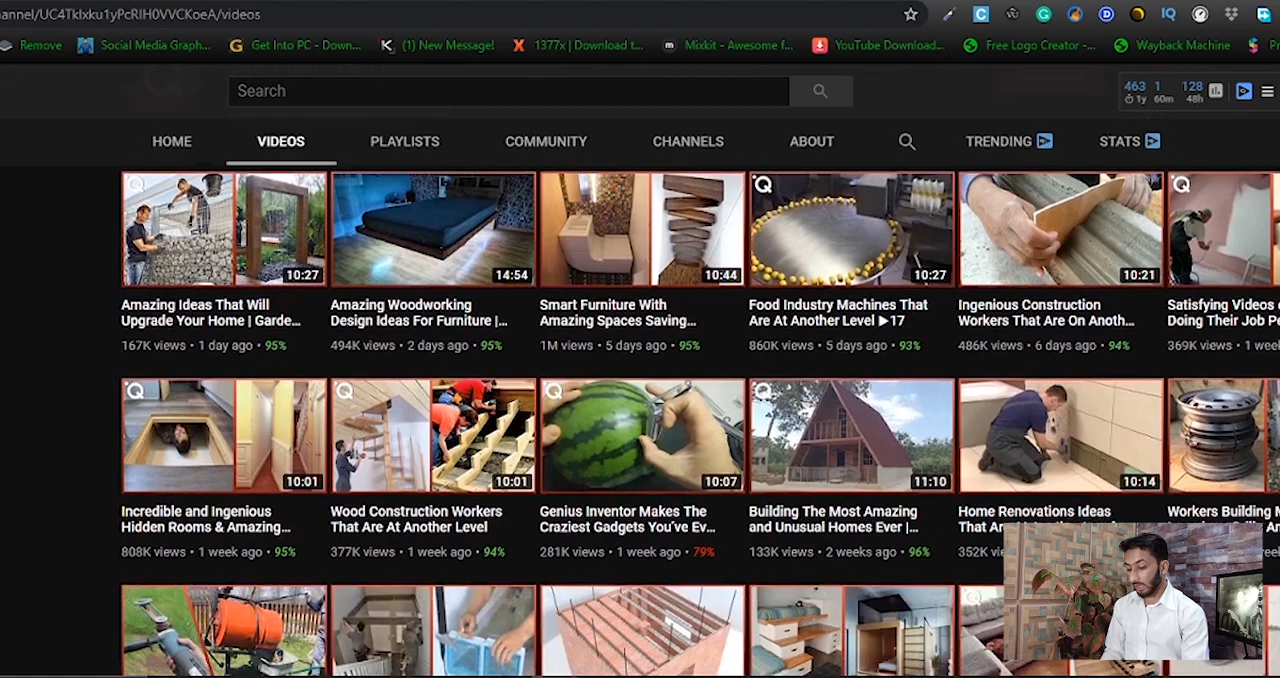 annel/UC4TkIxku1yPcRIH0VVCKoeA/videos
Remove
Social Media Graph...
Get Into PC - Down...
(1) New Message!
1377x | Download t...
Mixkit - Awesome f...
YouTube Download...
Free Logo Creator -...
Wayback Machine
Search
463 1 128
1y 60m 48h
HOME VIDEOS PLAYLISTS COMMUNITY CHANNELS ABOUT TRENDING STATS
10:27 14:54 10:44 10:27 10:21
Amazing Ideas That Will
Upgrade Your Home | Garde...
167K views • 1 day ago • 95%
Amazing Woodworking
Design Ideas For Furniture |...
494K views • 2 days ago • 95%
Smart Furniture With
Amazing Spaces Saving...
1M views • 5 days ago • 95%
Food Industry Machines That
Are At Another Level ▶17
860K views • 5 days ago • 93%
Ingenious Construction
Workers That Are On Anoth...
486K views • 6 days ago • 94%
Satisfying Videos
Doing Their Job
369K views • 1
10:01 10:01 10:07 11:10 10:14
Incredible and Ingenious
Hidden Rooms & Amazing...
808K views • 1 week ago • 95%
Wood Construction Workers
That Are At Another Level
377K views • 1 week ago • 94%
Genius Inventor Makes The
Craziest Gadgets You've Ev...
281K views • 1 week ago • 79%
Building The Most Amazing
and Unusual Homes Ever |...
133K views • 2 weeks ago • 96%
Home Renovations Ideas
That
352K
Workers Building